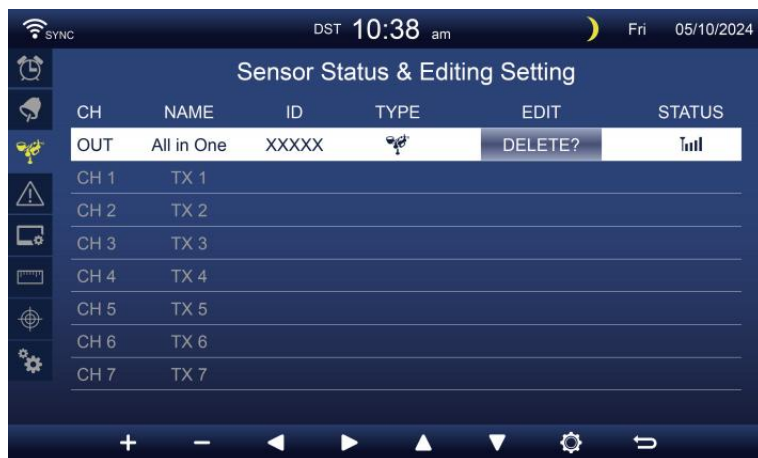 SYNC DST 10:38 am Fri 05/10/2024
Sensor Status & Editing Setting
CH NAME ID TYPE EDIT STATUS
OUT All in One XXXXX DELETE?
CH 1 TX 1
CH 2 TX 2
CH 3 TX 3
CH 4 TX 4
CH 5 TX 5
CH 6 TX 6
CH 7 TX 7